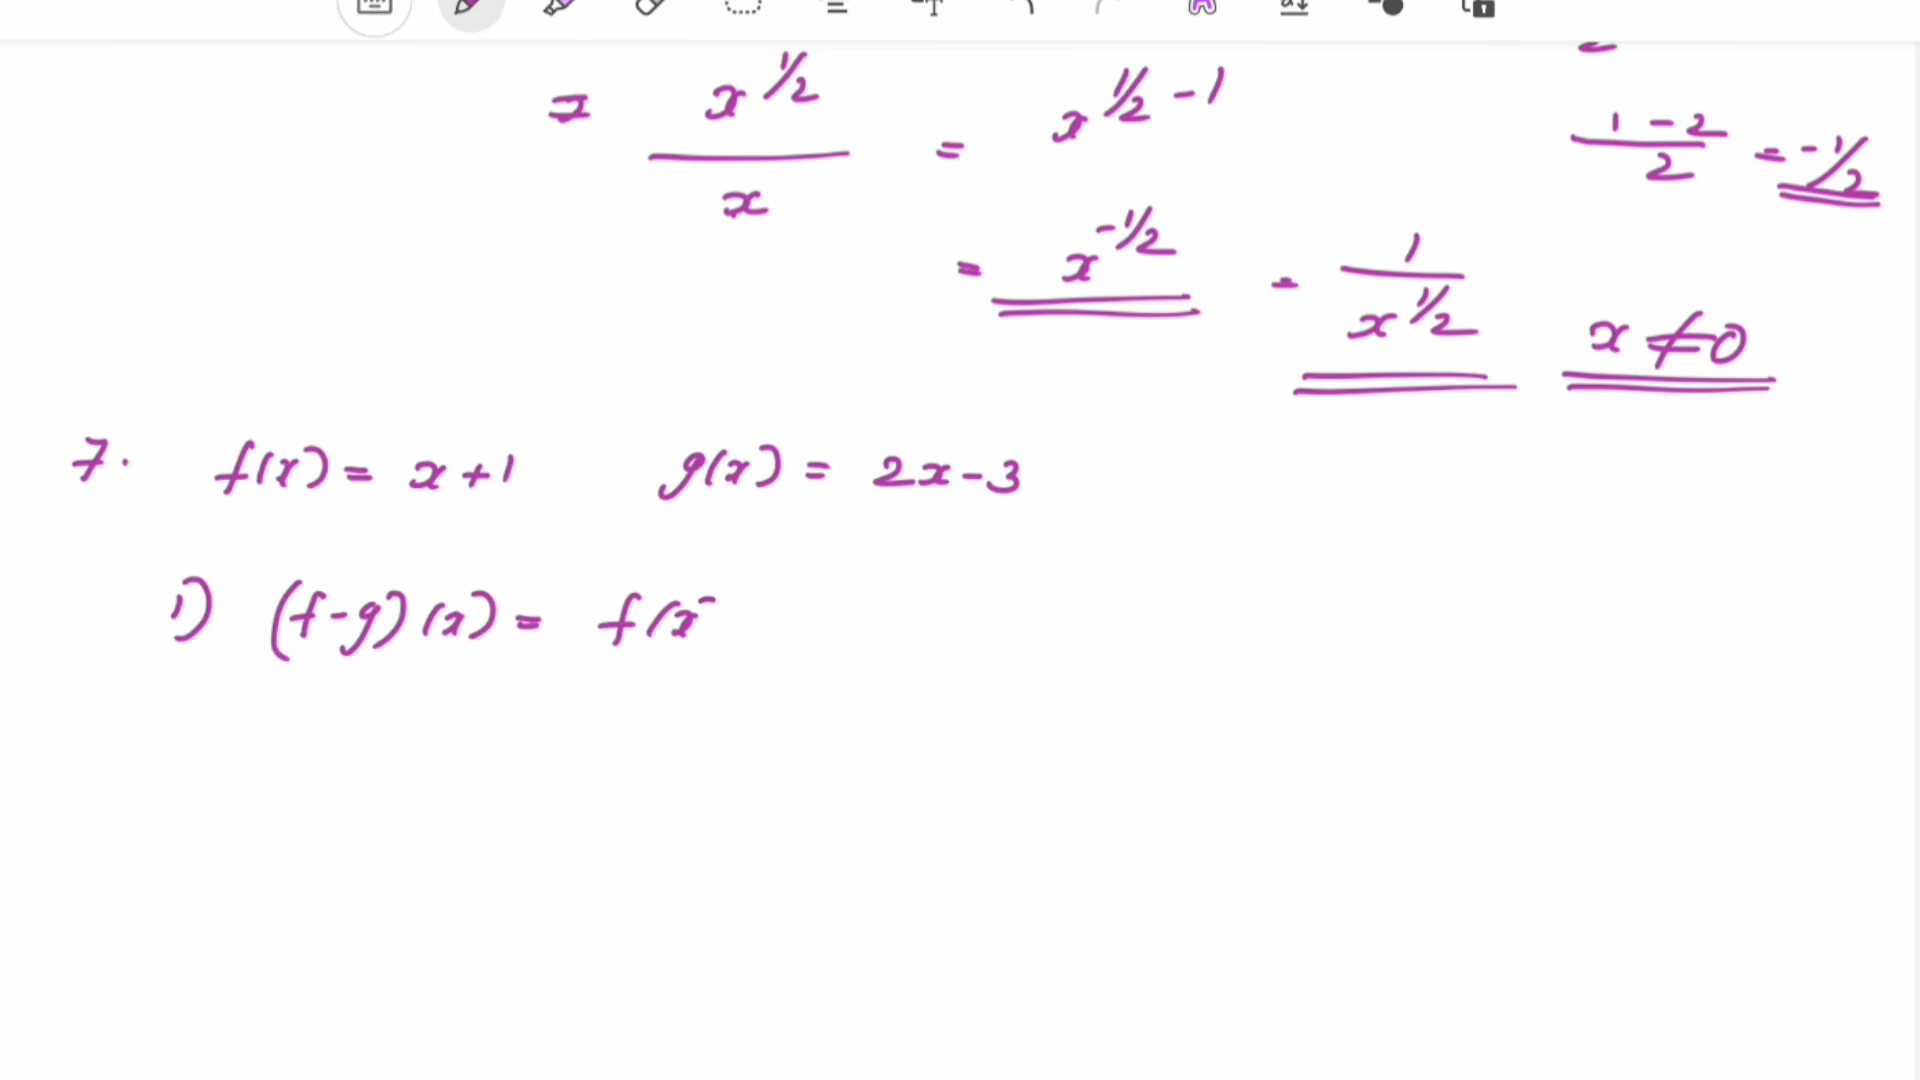 = x^{1/2} / x = x^{1/2 - 1}
(1 - 2) / 2 = -1/2
= x^{-1/2} = 1 / x^{1/2} x ≠ 0
7. f(x) = x + 1 g(x) = 2x - 3
i) (f - g)(x) = f(x